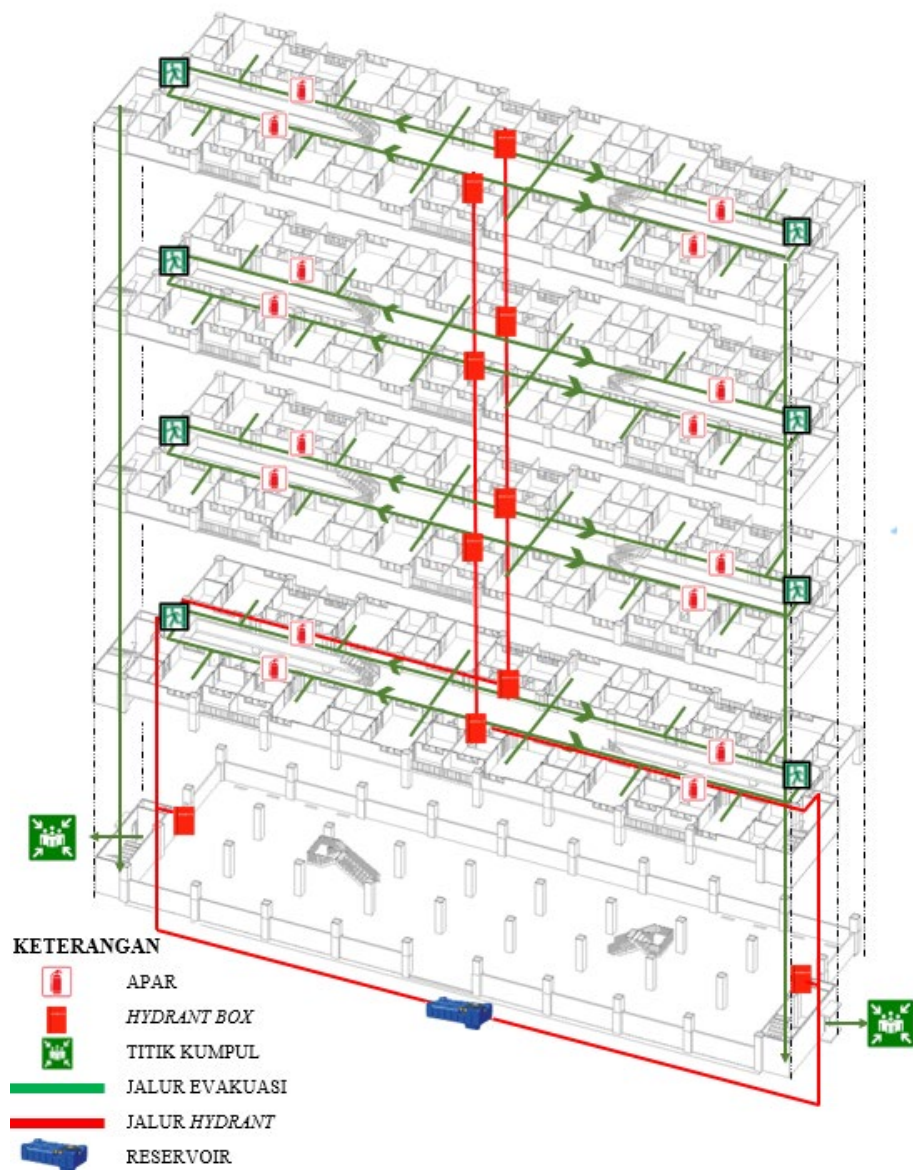 KETERANGAN
APAR
HYDRANT BOX
TITIK KUMPUL
JALUR EVAKUASI
JALUR HYDRANT
RESERVOIR